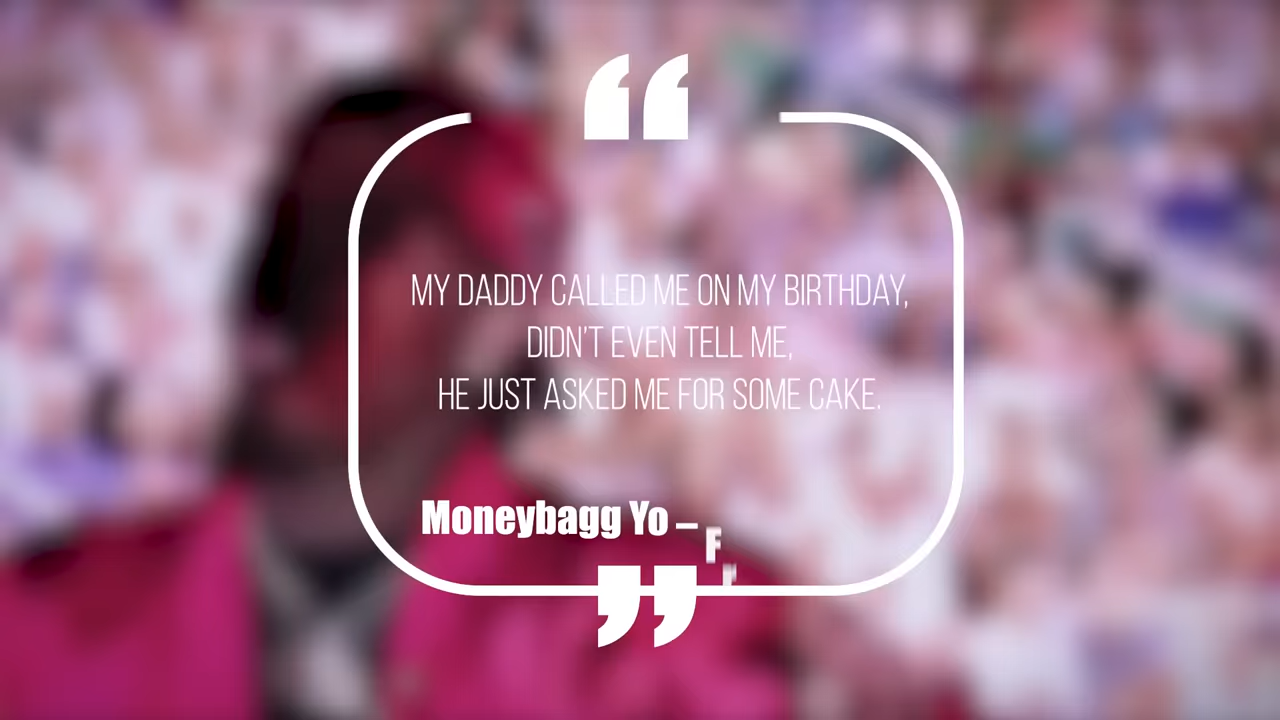 “
MY DADDY CALLED ME ON MY BIRTHDAY,
DIDN'T EVEN TELL ME,
HE JUST ASKED ME FOR SOME CAKE.
Moneybagg Yo – F
”